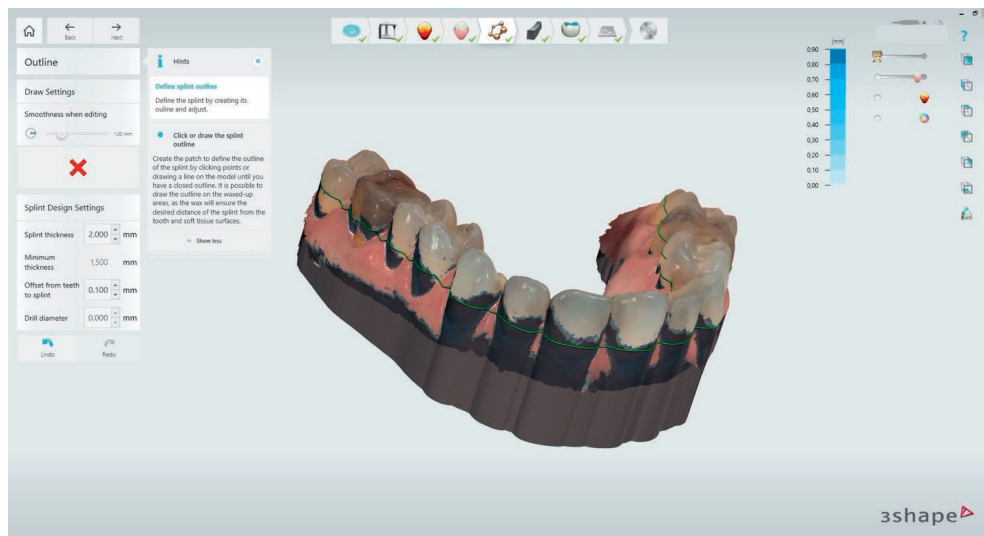 Back
Next
Outline
Draw Settings
Smoothness when editing
1.00 mm
Splint Design Settings
Splint thickness 2.000 mm
Minimum
thickness 1,500 mm
Offset from teeth
to splint 0.100 mm
Drill diameter 0.000 mm
Undo
Redo
Hints
Define splint outline
Define the splint by creating its
ouline and adjust.
Click or draw the splint
outline
Create the patch to define the outline
of the splint by clicking points or
drawing a line on the model until you
have a closed outline. It is possible to
draw the outline on the waxed-up
areas, as the wax will ensure the
desired distance of the splint from the
tooth and soft tissue surfaces.
Show less
[mm]
0,90
0,80
0,70
0,60
0,50
0,40
0,30
0,20
0,10
0,00
?
3shape